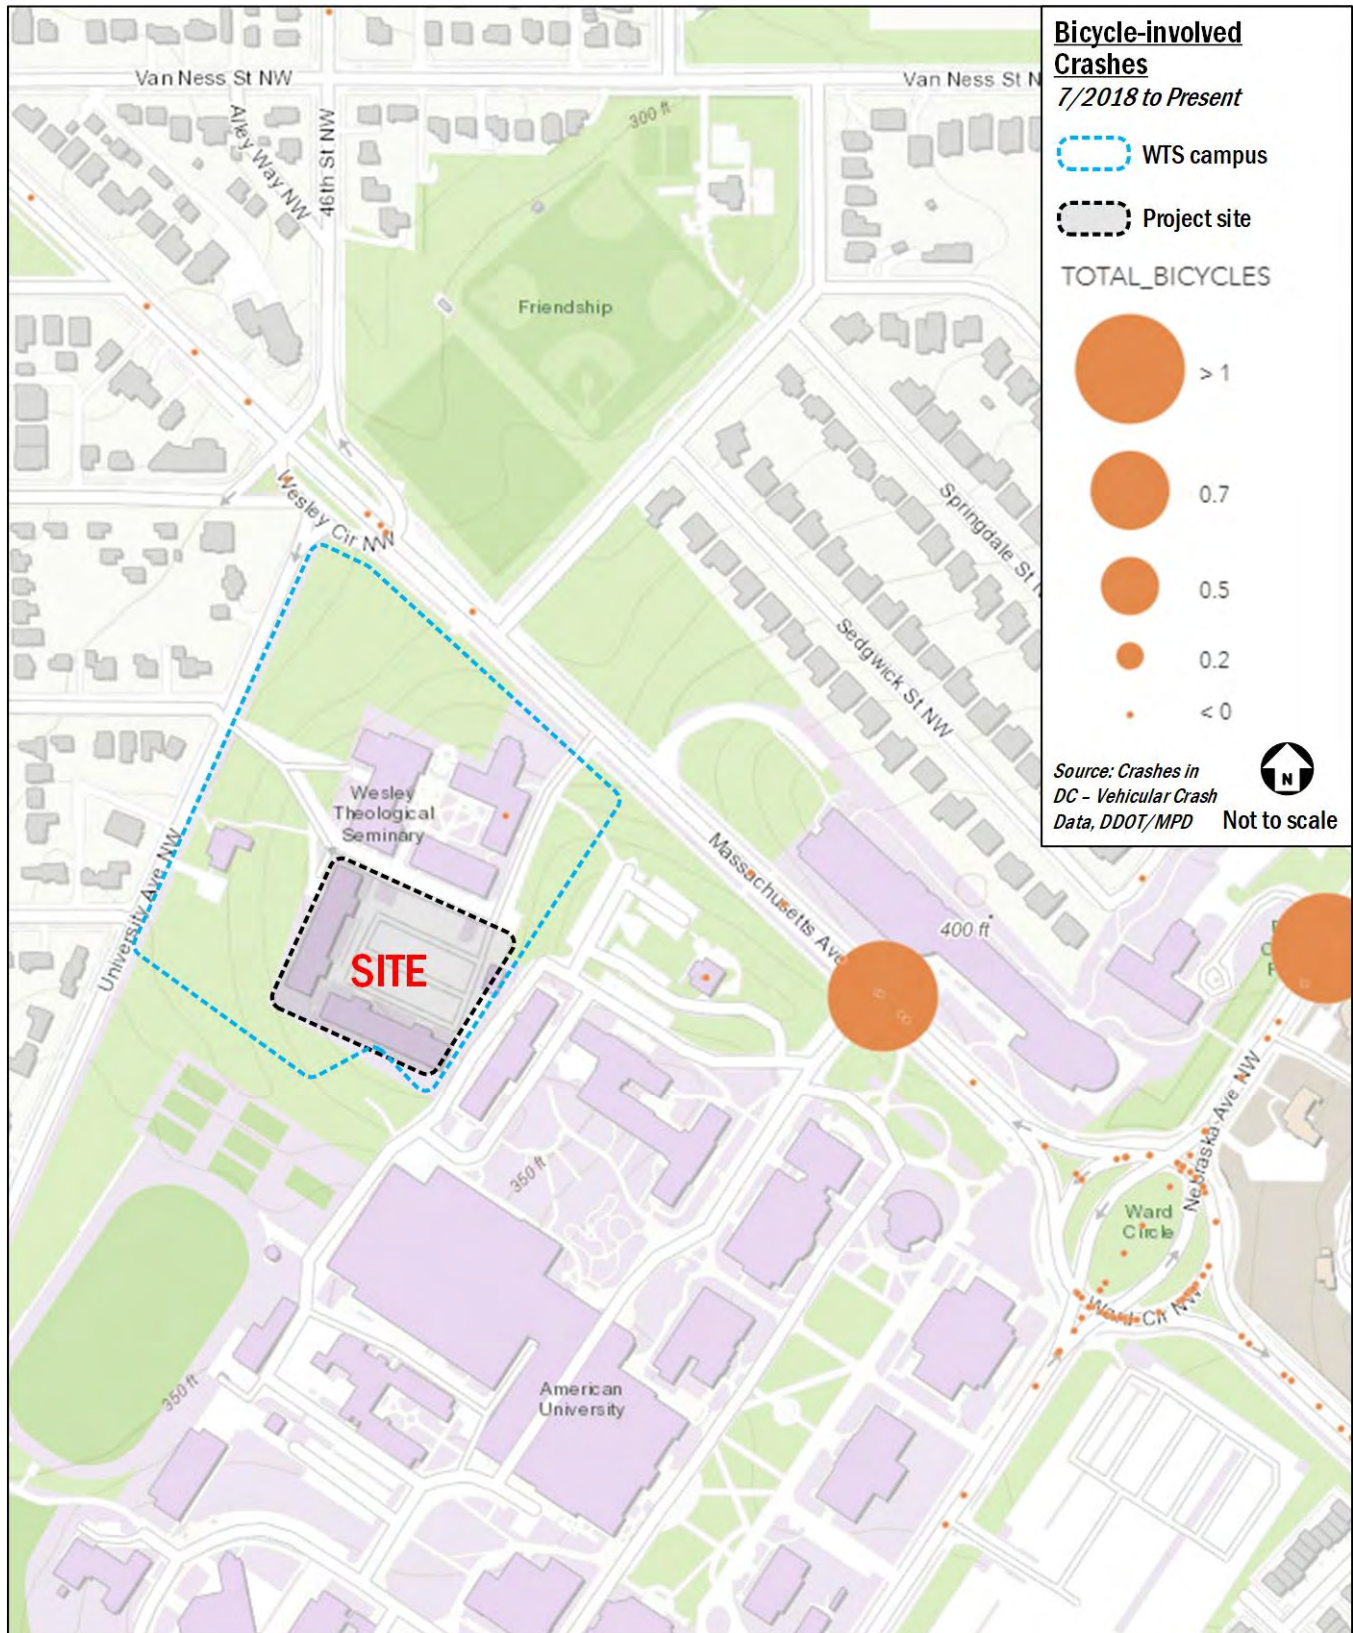 Bicycle-involved
Crashes
7/2018 to Present
WTS campus
Project site
TOTAL_BICYCLES
> 1
0.7
0.5
0.2
< 0
Source: Crashes in
DC – Vehicular Crash
Data, DDOT/MPD
N
Not to scale
Van Ness St NW
Van Ness St N
Alley Way NW
46th St NW
300 ft
Friendship
Wesley Cir NW
Springdale St N
Sedgwick St NW
Wesley
Theological
Seminary
Massachusetts Ave
University Ave NW
SITE
400 ft
Nebraska Ave NW
350 ft
Ward
Circle
Ward Cir NW
350 ft
American
University